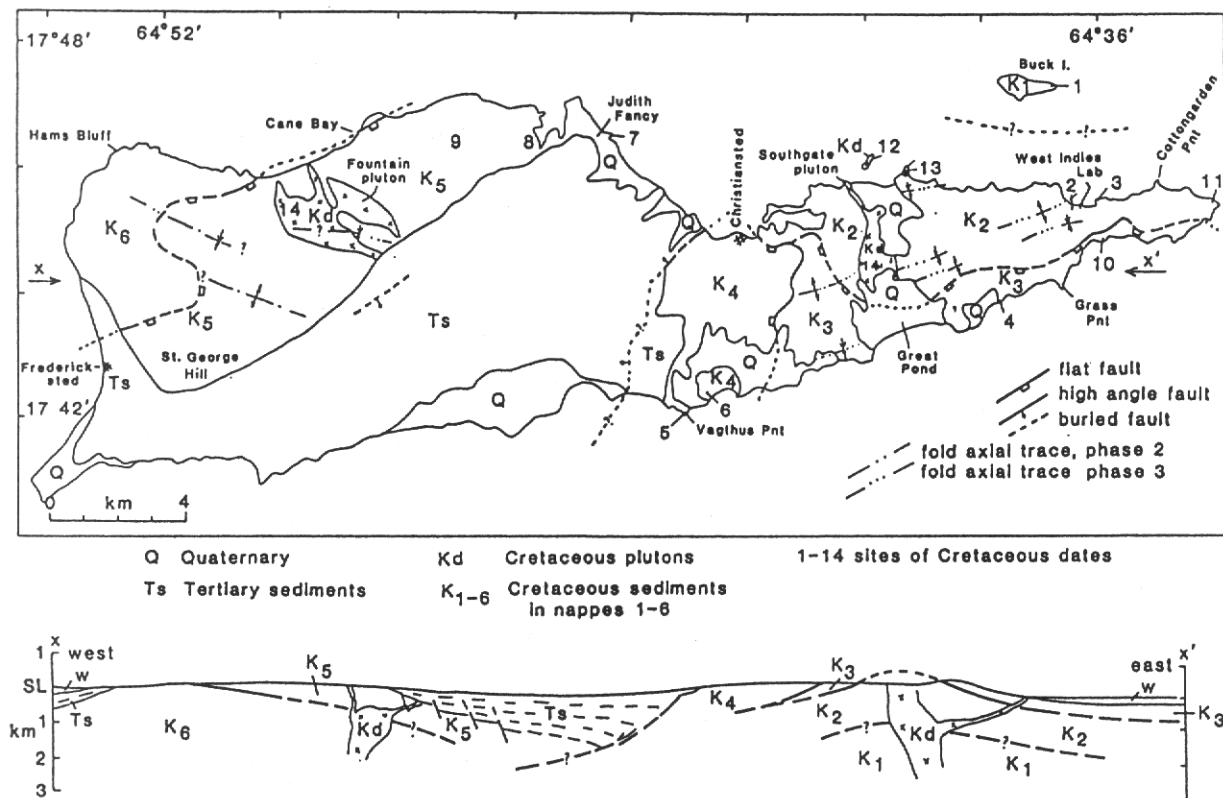 17°48'
64°52'
64°36'
Buck I.
K
1
Hams Bluff
Cane Bay
9
8
Judith
Fancy
7
Q
Fountain
pluton
K5
14
Kd
?
K6
?
?
D
K5
x
Frederick-
sted
Ts
St. George
Hill
Ts
17°42'
Q
Q
0
km
4
Christiansted
Q
K4
Ts
Q
K4
6
5
Vagthus Pnt
Southgate
pluton
Kd
12
13
K2
Q
Kd
14
Q
K3
Great
Pond
?
?
West Indies
Lab
2
3
Cottongarden
Pnt
11
K2
x'
10
K3
Q
4
Grass
Pnt
flat fault
high angle fault
buried fault
fold axial trace, phase 2
fold axial trace phase 3
Q Quaternary
Kd Cretaceous plutons
1-14 sites of Cretaceous dates
Ts Tertiary sediments
K1-6 Cretaceous sediments
in nappes 1-6
1
x
west
W
SL
Ts
km
1
2
3
K6
K5
Kd
?
K5
Ts
?
K4
K3
K2
?
K1
Kd
?
K1
K2
east
x'
W
K3